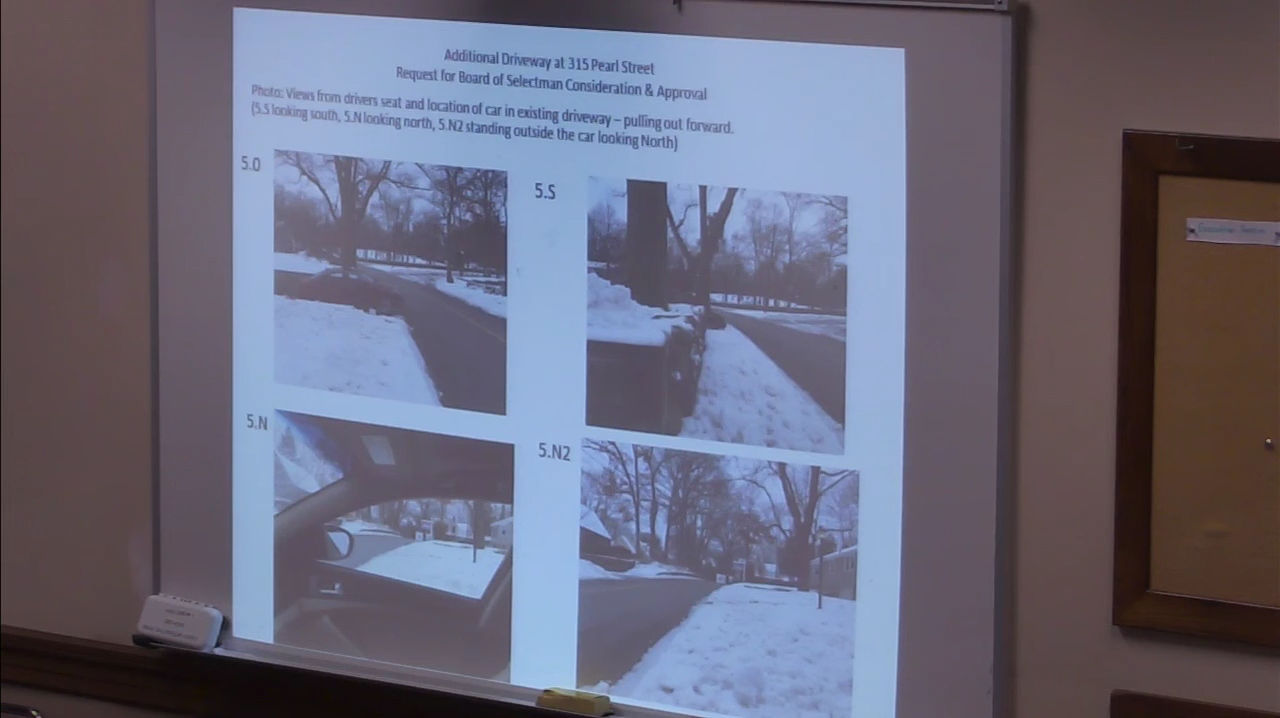 Additional Driveway at 315 Pearl Street
Request for Board of Selectman Consideration & Approval
Photo: Views from drivers seat and location of car in existing driveway – pulling out forward.
(5.S looking south, 5.N looking north, 5.N2 standing outside the car looking North)
5.0
5.S
5.N
5.N2